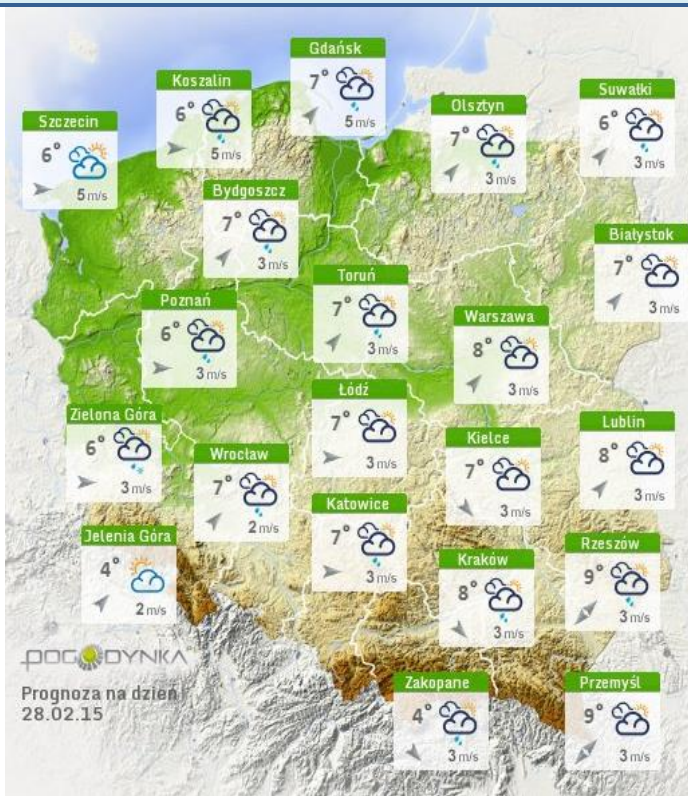 Gdańsk
7°
5 m/s
Koszalin
6°
5 m/s
Suwałki
6°
3 m/s
Olsztyn
7°
3 m/s
Szczecin
6°
5 m/s
Bydgoszcz
7°
3 m/s
Białystok
7°
3 m/s
Toruń
7°
3 m/s
Poznań
6°
3 m/s
Warszawa
8°
3 m/s
Łódź
7°
3 m/s
Zielona Góra
6°
3 m/s
Lublin
8°
3 m/s
Kielce
7°
3 m/s
Wrocław
7°
2 m/s
Katowice
7°
3 m/s
Jelenia Góra
4°
2 m/s
Rzeszów
9°
3 m/s
Kraków
8°
3 m/s
POGODYNKA
Prognoza na dzień
28.02.15
Zakopane
4°
3 m/s
Przemyśl
9°
3 m/s